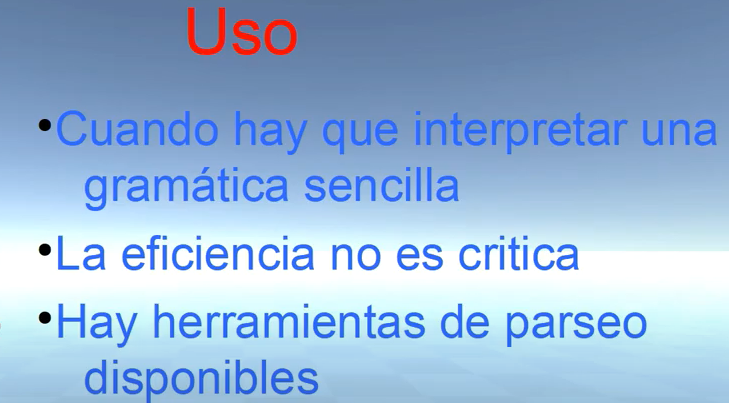 Uso
•Cuando hay que interpretar una
gramática sencilla
•La eficiencia no es critica
•Hay herramientas de parseo
disponibles